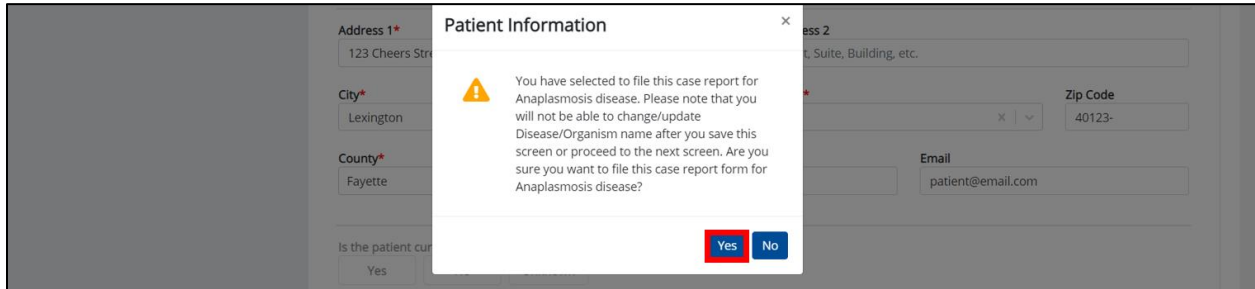 Patient Information
×
Address 1*
ess 2
123 Cheers Stre
t, Suite, Building, etc.
You have selected to file this case report for
Anaplasmosis disease. Please note that you
will not be able to change/update
Disease/Organism name after you save this
screen or proceed to the next screen. Are you
sure you want to file this case report form for
Anaplasmosis disease?
City*
*
Zip Code
Lexington
40123-
County*
Email
Fayette
patient@email.com
Yes No
Is the patient cur
Yes